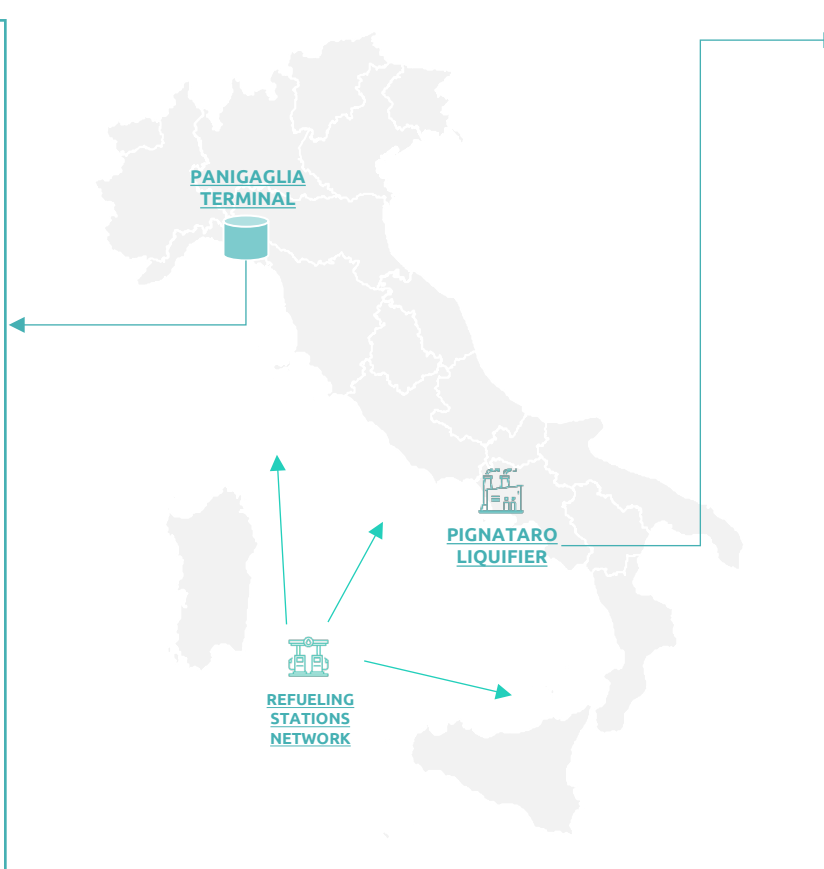 PANIGAGLIA
TERMINAL
PIGNATARO
LIQUIFIER
REFUELING
STATIONS
NETWORK